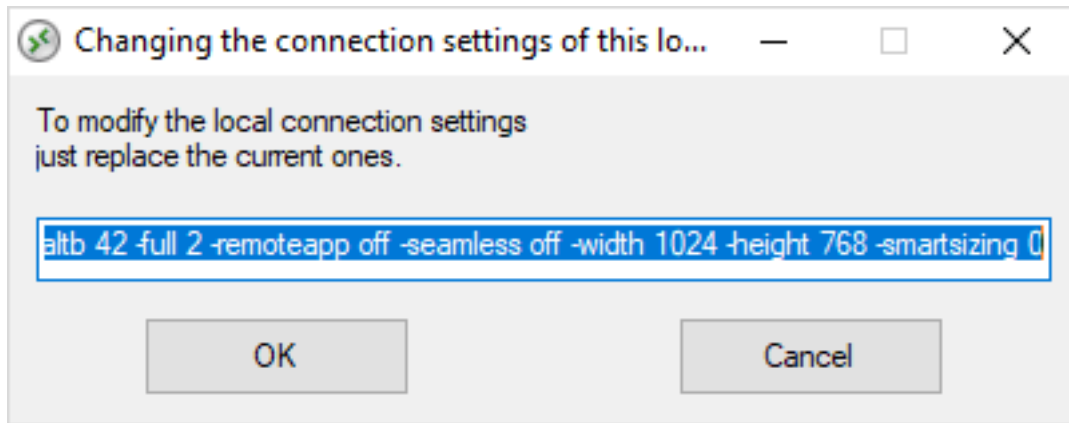 Changing the connection settings of this lo...
To modify the local connection settings
just replace the current ones.
altb 42 -full 2 -remoteapp off -seamless off -width 1024 -height 768 -smartsizing 0
OK
Cancel